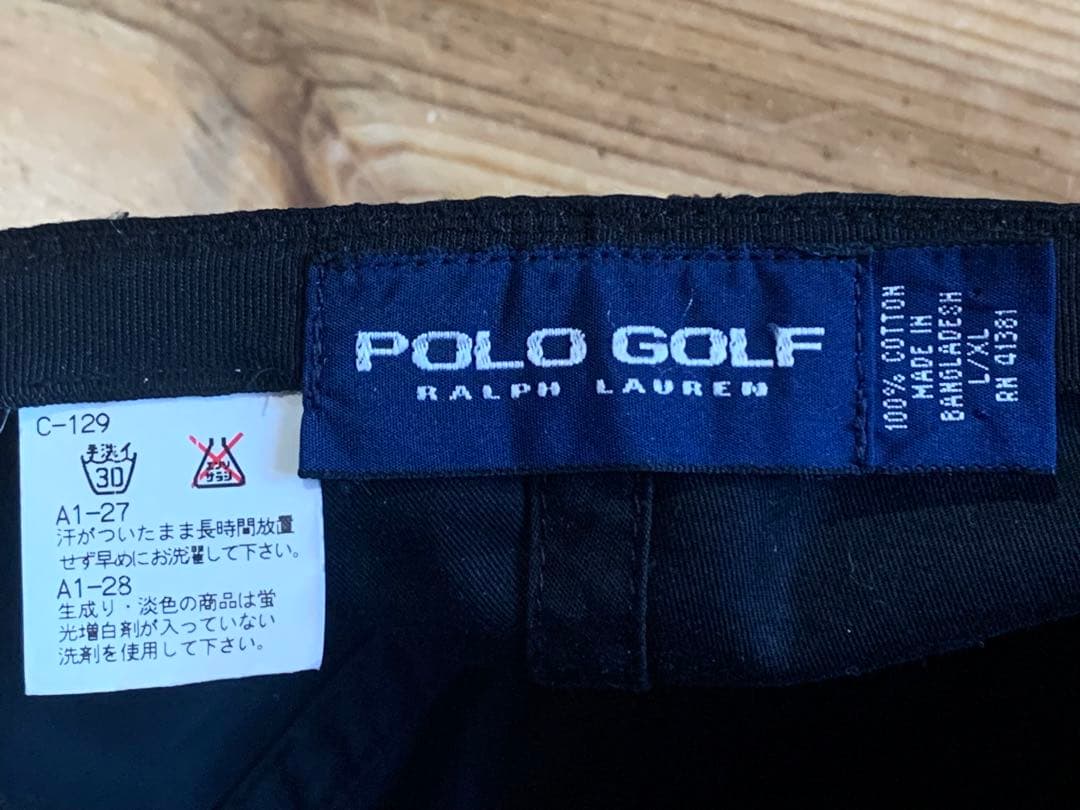 POLO GOLF
RALPH LAUREN
100% COTTON
MADE IN
BANGLADESH
L/XL
RN 41381
C-129
手洗イ
30
エンソ
サラシ
A1-27
汗がついたまま長時間放置
せず早めにお洗濯して下さい。
A1-28
生成り・淡色の商品は蛍
光増白剤が入っていない
洗剤を使用して下さい。